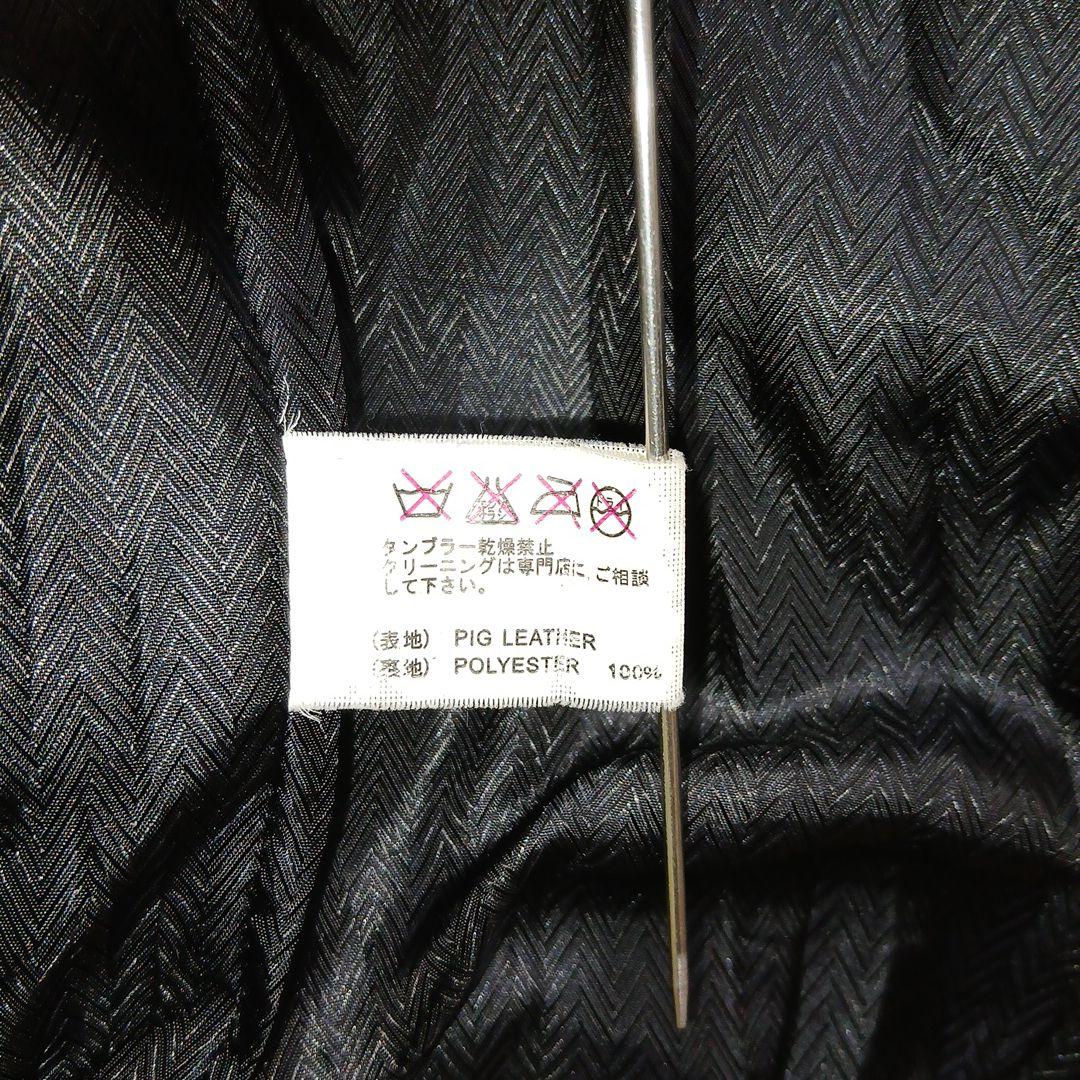 タンブラー乾燥禁止
クリーニングは専門店に、ご相談
して下さい。
(表地) PIG LEATHER
(裏地) POLYESTER 100%